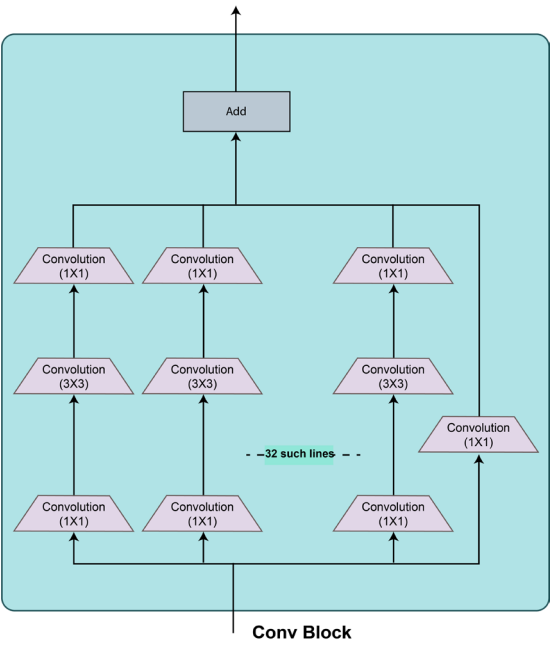 Add
Convolution
(1X1)
Convolution
(1X1)
Convolution
(1X1)
Convolution
(3X3)
Convolution
(3X3)
Convolution
(3X3)
Convolution
(1X1)
32 such lines
Convolution
(1X1)
Convolution
(1X1)
Convolution
(1X1)
Conv Block